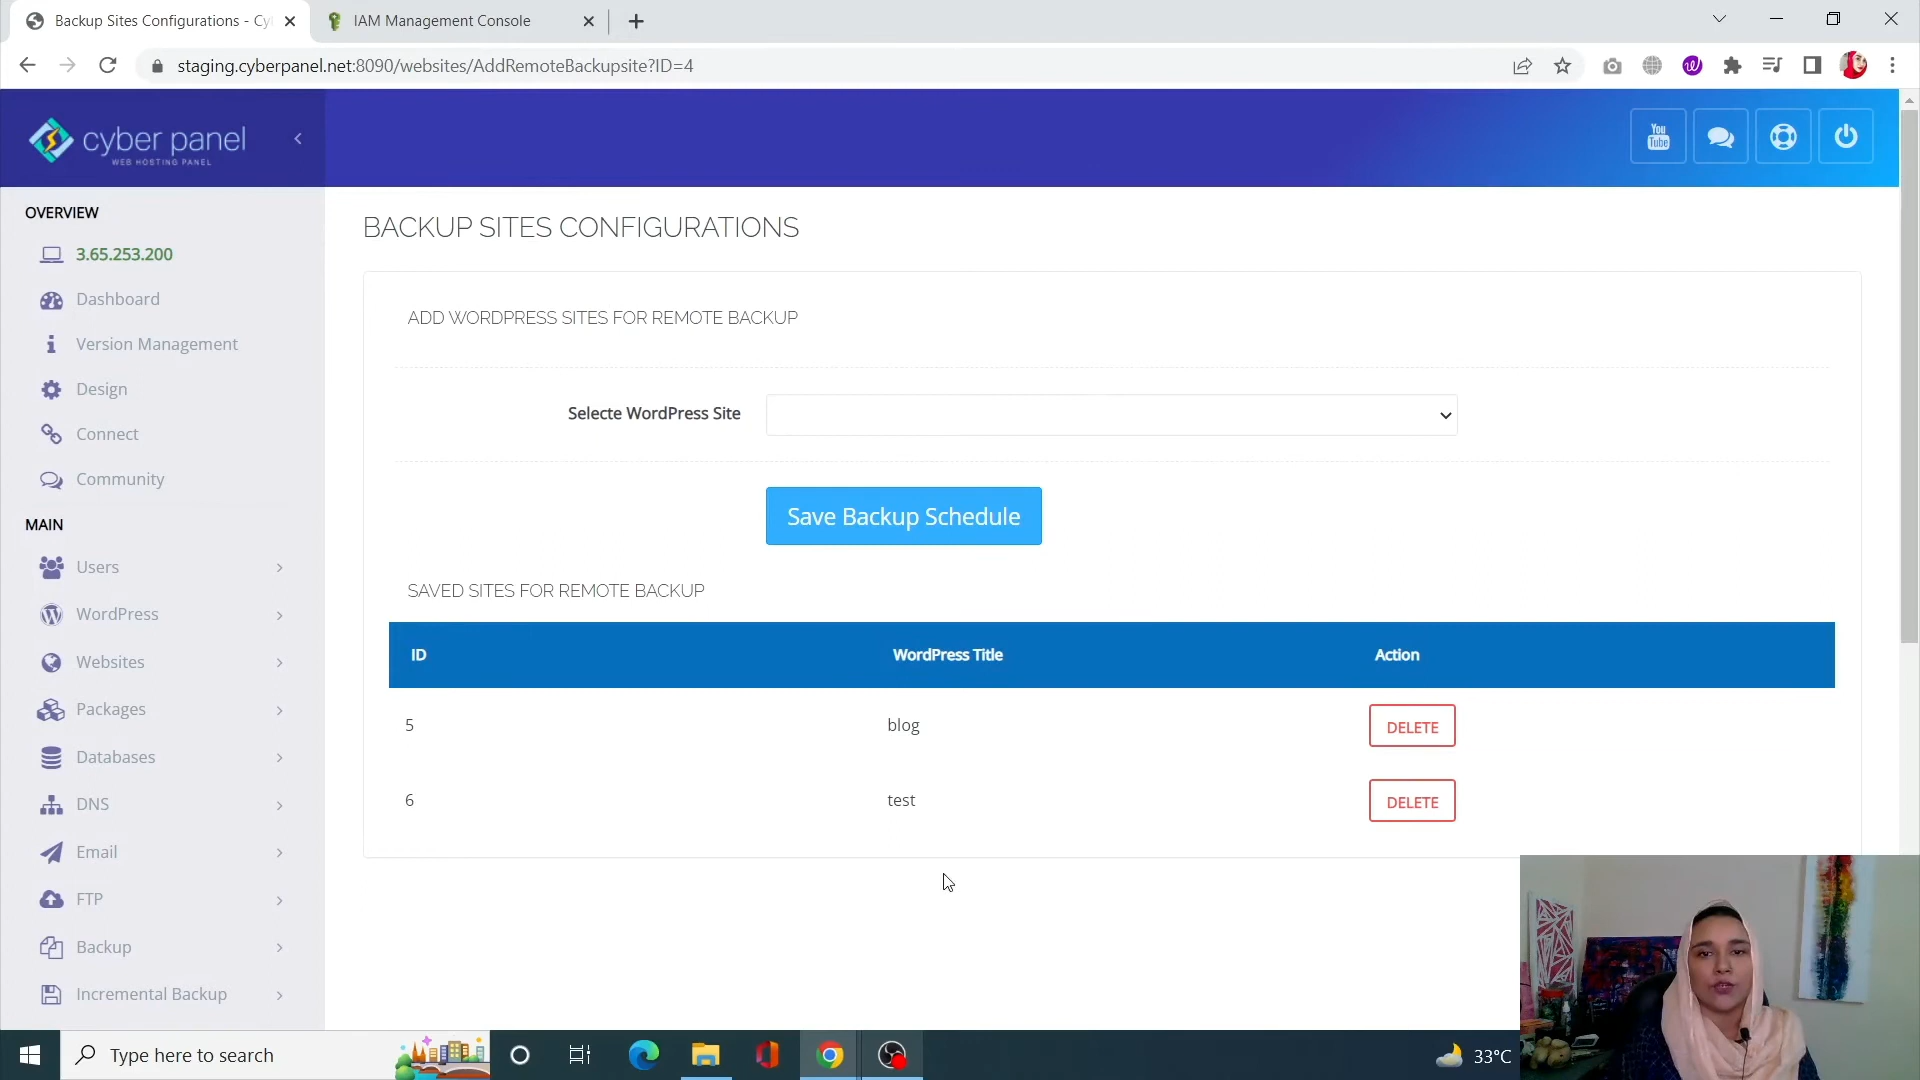 Backup Sites Configurations - Cy
IAM Management Console
staging.cyberpanel.net:8090/websites/AddRemoteBackupsite?ID=4
cyber panel
WEB HOSTING PANEL
You
Tube
OVERVIEW
3.65.253.200
Dashboard
Version Management
Design
Connect
Community
MAIN
Users
WordPress
Websites
Packages
Databases
DNS
Email
FTP
Backup
Incremental Backup
BACKUP SITES CONFIGURATIONS
ADD WORDPRESS SITES FOR REMOTE BACKUP
Selecte WordPress Site
Save Backup Schedule
SAVED SITES FOR REMOTE BACKUP
ID WordPress Title Action
5 blog DELETE
6 test DELETE
Type here to search
33°C